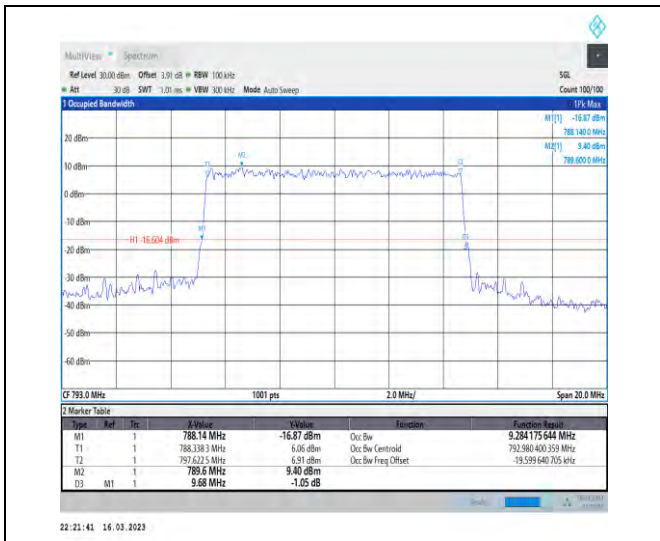 MultiView Spectrum
Ref Level 30.00 dBm Offset 3.91 dB RBW 100 kHz SGL
Att 30 dB SWT 1.01 ms VBW 300 kHz Mode Auto Sweep Count 100/100
1 Occupied Bandwidth 1Pk Max
M1[1] -16.87 dBm
788.140 0 MHz
M2[1] 9.40 dBm
789.600 0 MHz
20 dBm
10 dBm
T1 M2 T2
0 dBm
-10 dBm
M1
D3
H1 -16.604 dBm
-20 dBm
-30 dBm
-40 dBm
-50 dBm
-60 dBm
CF 793.0 MHz 1001 pts 2.0 MHz/ Span 20.0 MHz
2 Marker Table
Type Ref Trc X-Value Y-Value Function Function Result
M1 1 788.14 MHz -16.87 dBm Occ Bw 9.284 175 644 MHz
T1 1 788.338 3 MHz 6.06 dBm Occ Bw Centroid 792.980 400 359 MHz
T2 1 797.622 5 MHz 6.91 dBm Occ Bw Freq Offset -19.599 640 705 kHz
M2 1 789.6 MHz 9.40 dBm
D3 M1 1 9.68 MHz -1.05 dB
22:21:41 16.03.2023